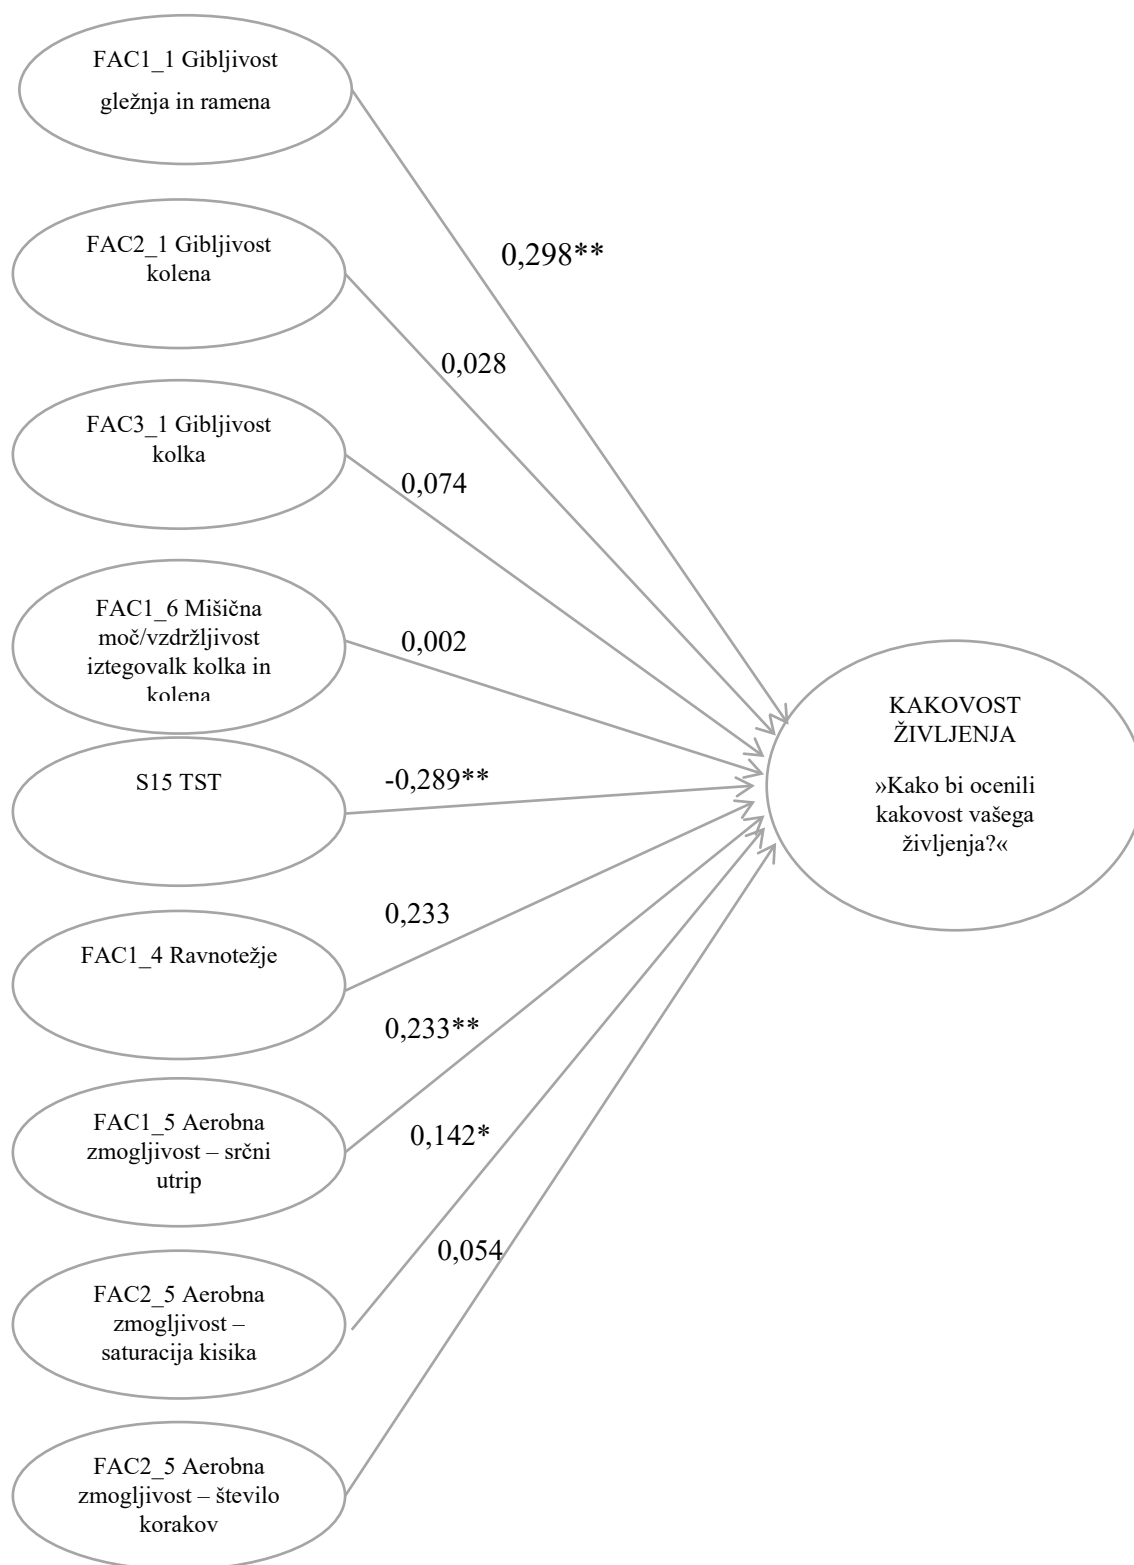 FAC1_1 Gibljivost
gležnja in ramena
FAC2_1 Gibljivost
kolena
0,298**
0,028
FAC3_1 Gibljivost
kolka
0,074
FAC1_6 Mišična
moč/vzdržljivost
iztegovalk kolka in
kolena
0,002
KAKOVOST
ŽIVLJENJA
»Kako bi ocenili
kakovost vašega
življenja?«
S15 TST
-0,289**
FAC1_4 Ravnotežje
0,233
0,233**
FAC1_5 Aerobna
zmogljivost – srčni
utrip
0,142*
FAC2_5 Aerobna
zmogljivost –
saturacija kisika
0,054
FAC2_5 Aerobna
zmogljivost – število
korakov